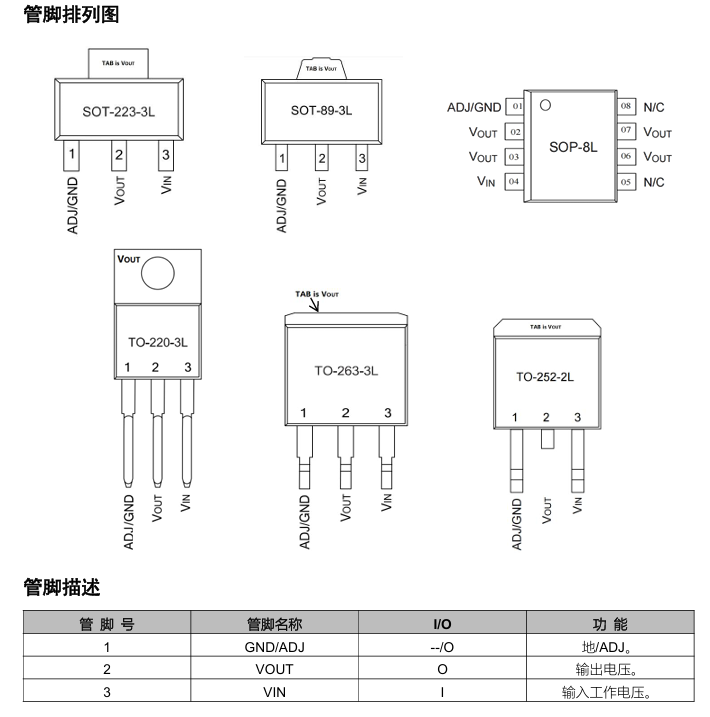 管脚排列图
TAB is VOUT
SOT-223-3L
1 2 3
ADJ/GND VOUT VIN
TAB is VOUT
SOT-89-3L
1 2 3
ADJ/GND VOUT VIN
ADJ/GND 01 08 N/C
VOUT 02 07 VOUT
SOP-8L
VOUT 03 06 VOUT
VIN 04 05 N/C
VOUT
TO-220-3L
1 2 3
ADJ/GND VOUT VIN
TAB is VOUT
TO-263-3L
1 2 3
ADJ/GND VOUT VIN
TAB is VOUT
TO-252-2L
1 2 3
ADJ/GND VOUT VIN
管脚描述
管 脚 号 管脚名称 I/O 功 能
1 GND/ADJ --/O 地/ADJ。
2 VOUT O 输出电压。
3 VIN I 输入工作电压。